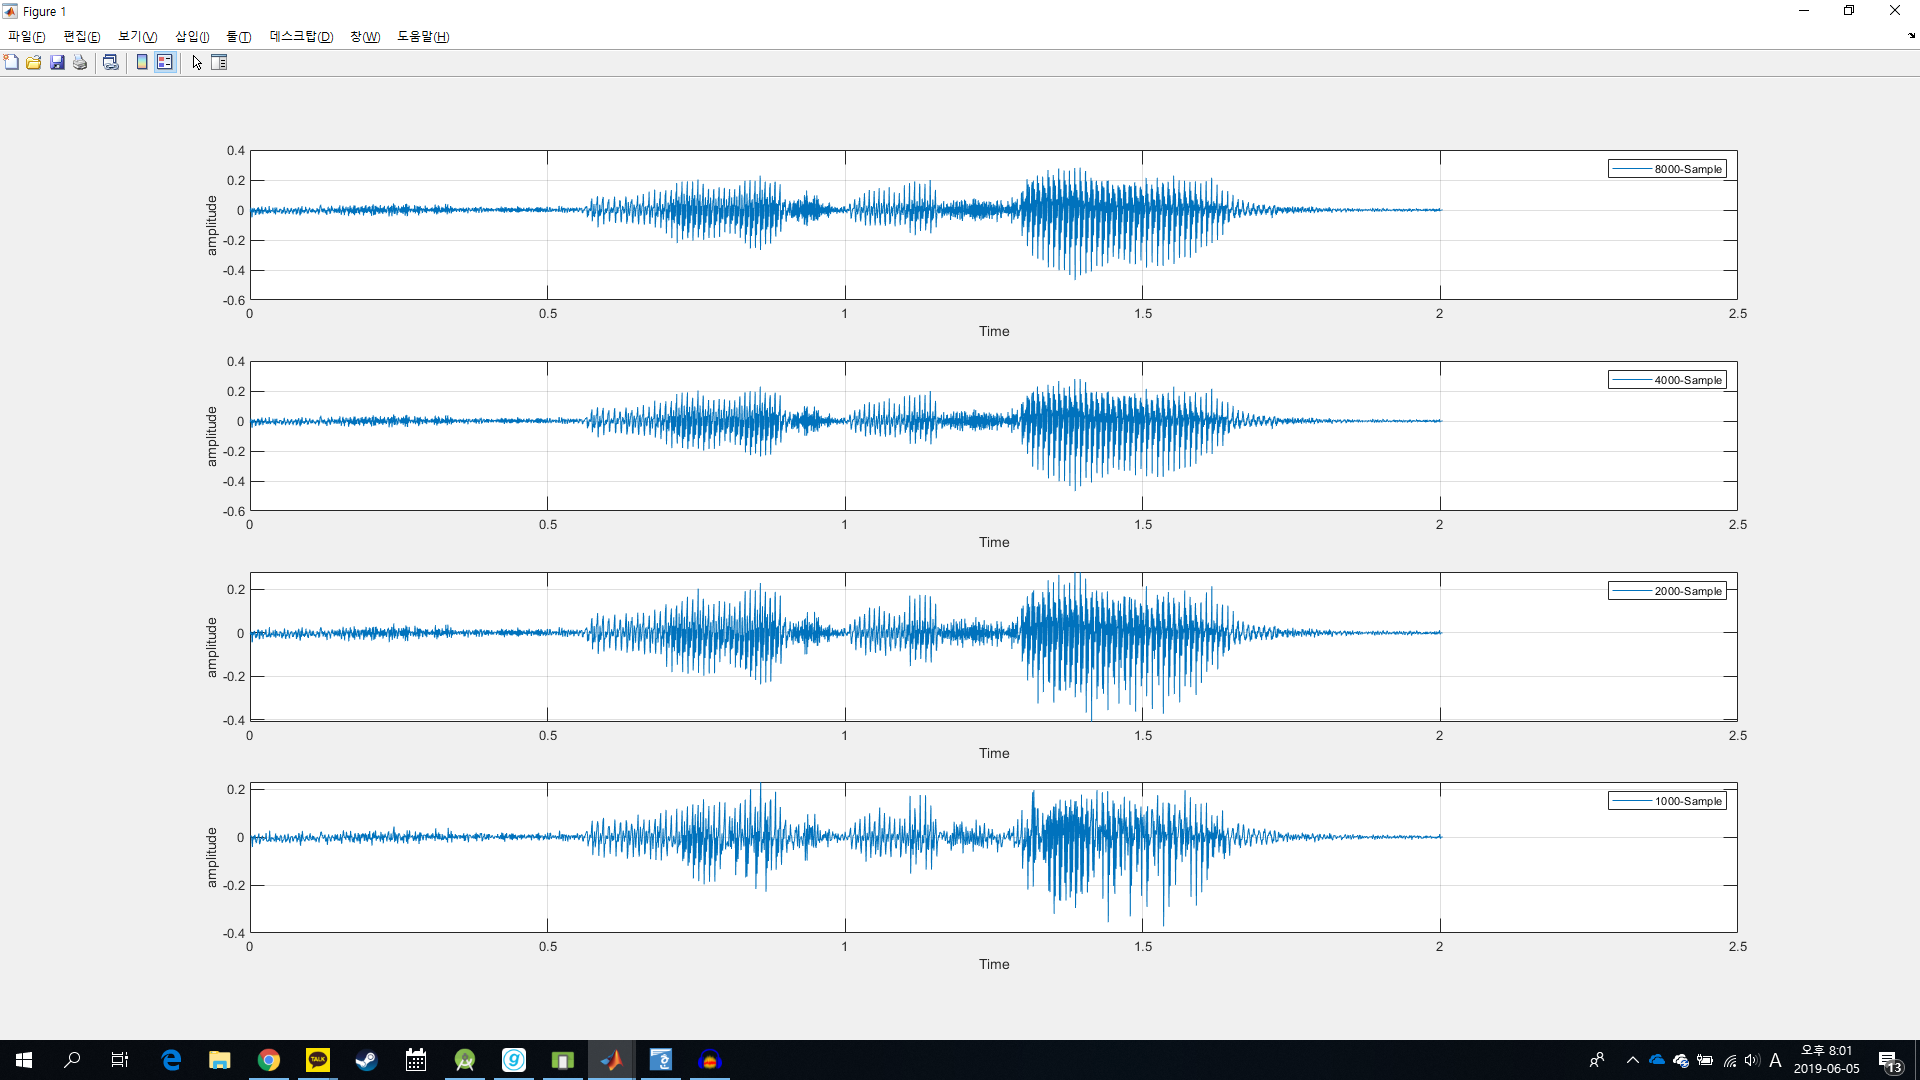 Figure 1
파일(F) 편집(E) 보기(V) 삽입(I) 툴(T) 데스크탑(D) 창(W) 도움말(H)
0.4
0.2
0
-0.2
-0.4
-0.6
amplitude
8000-Sample
0 0.5 1 1.5 2 2.5
Time
0.4
0.2
0
-0.2
-0.4
-0.6
amplitude
4000-Sample
0 0.5 1 1.5 2 2.5
Time
0.2
0
-0.2
-0.4
amplitude
2000-Sample
0 0.5 1 1.5 2 2.5
Time
0.2
0
-0.2
-0.4
amplitude
1000-Sample
0 0.5 1 1.5 2 2.5
Time
TALK
A
오후 8:01
2019-06-05
13